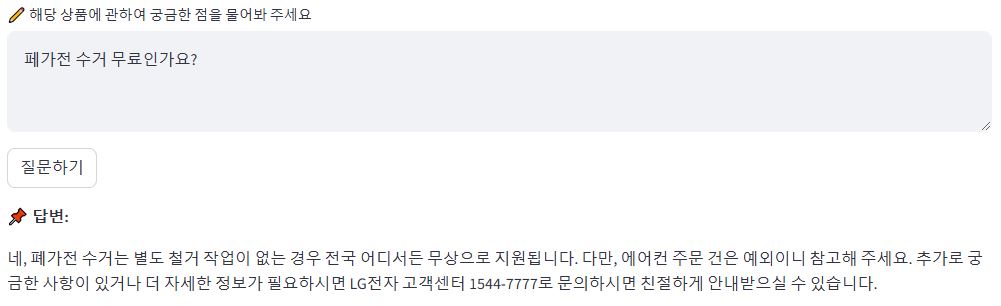 ✏️ 해당 상품에 관하여 궁금한 점을 물어봐 주세요
페가전 수거 무료인가요?
질문하기
📌 답변:
네, 폐가전 수거는 별도 철거 작업이 없는 경우 전국 어디서든 무상으로 지원됩니다. 다만, 에어컨 주문 건은 예외이니 참고해 주세요. 추가로 궁
금한 사항이 있거나 더 자세한 정보가 필요하시면 LG전자 고객센터 1544-7777로 문의하시면 친절하게 안내받으실 수 있습니다.